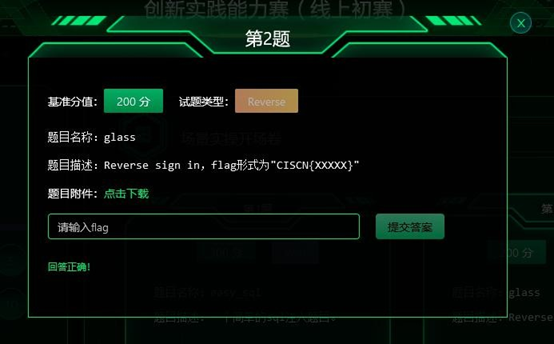 创新实践能力赛（线上初赛）
第2题
X
基准分值： 200 分 试题类型： Reverse
题目名称：glass
题目描述：Reverse sign in，flag形式为"CISCN{XXXXX}"
题目附件：点击下载
请输入flag 提交答案
回答正确！
glass
Reverse